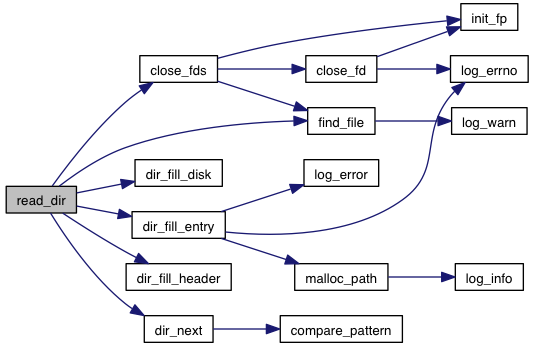 init_fp
close_fds
close_fd
log_errno
find_file
log_warn
dir_fill_disk
log_error
read_dir
dir_fill_entry
dir_fill_header
malloc_path
log_info
dir_next
compare_pattern